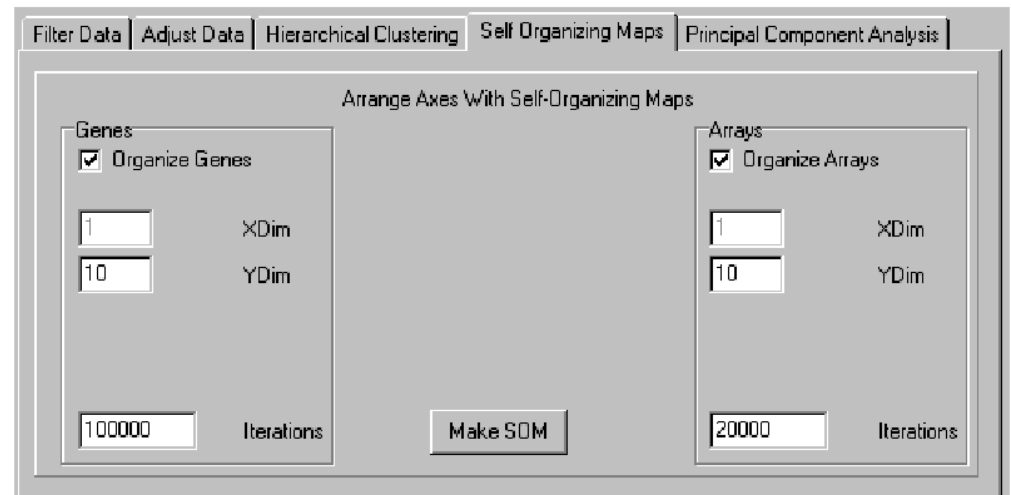 Filter Data Adjust Data Hierarchical Clustering Self Organizing Maps Principal Component Analysis
Arrange Axes With Self-Organizing Maps
Genes
Organize Genes
1 XDim
10 YDim
100000 Iterations
Make SOM
Arrays
Organize Arrays
1 XDim
10 YDim
20000 Iterations